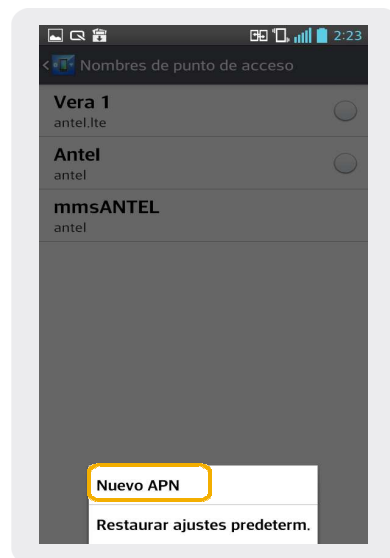 2:23
Nombres de punto de acceso
Vera 1
antel.lte
Antel
antel
mmsANTEL
antel
Nuevo APN
Restaurar ajustes predeterm.